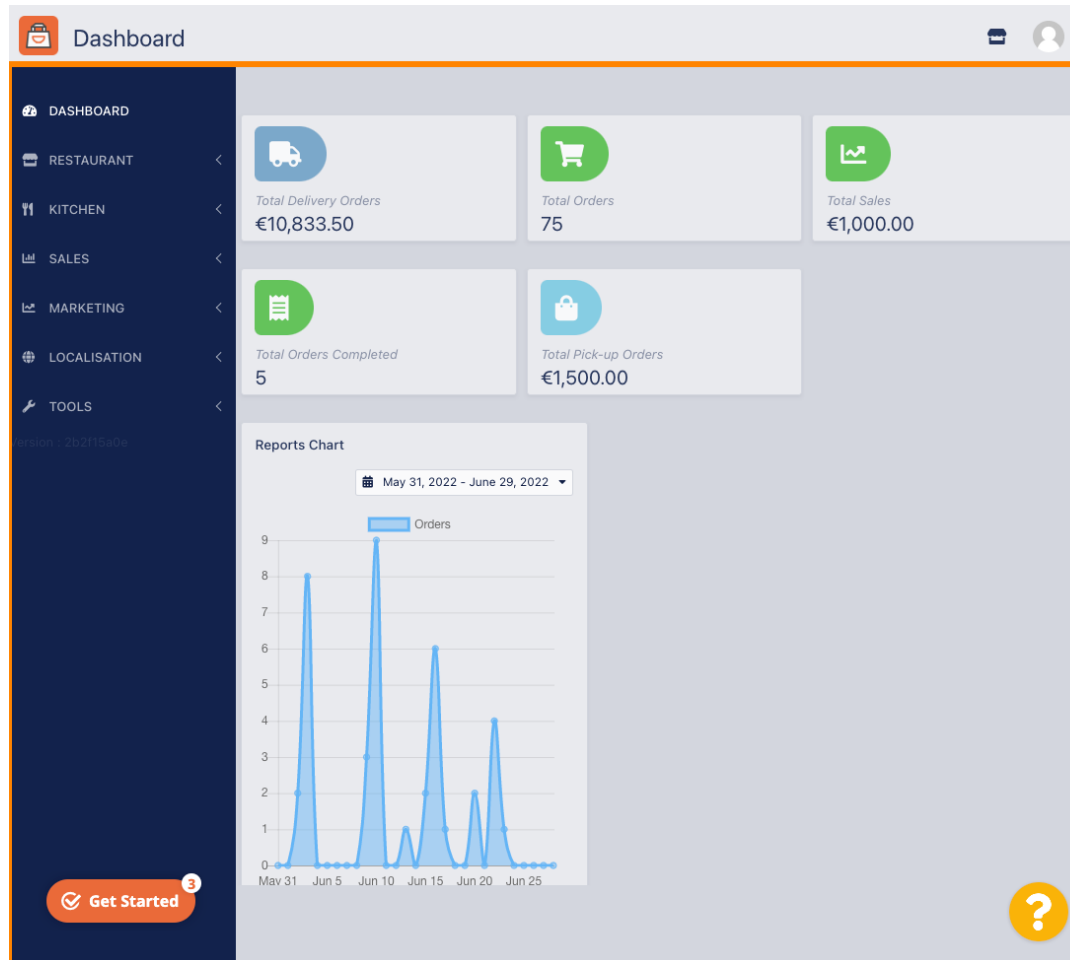 Dashboard
DASHBOARD
RESTAURANT
KITCHEN
SALES
MARKETING
LOCALISATION
TOOLS
Version : 2b2f15a0e
Get Started
3
Total Delivery Orders
€10,833.50
Total Orders
75
Total Sales
€1,000.00
Total Orders Completed
5
Total Pick-up Orders
€1,500.00
Reports Chart
May 31, 2022 - June 29, 2022
Orders
9
8
7
6
5
4
3
2
1
0
May 31 Jun 5 Jun 10 Jun 15 Jun 20 Jun 25
?